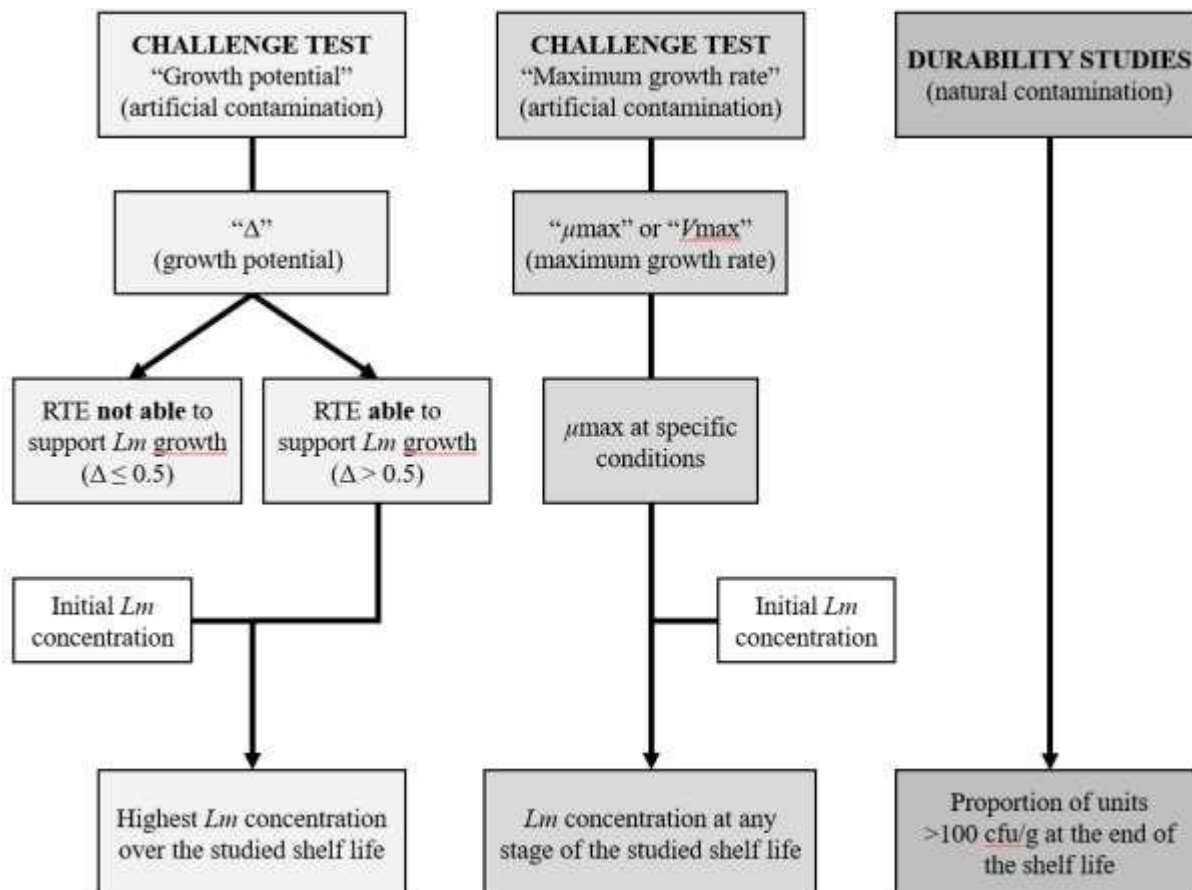 CHALLENGE TEST
“Growth potential”
(artificial contamination)
“Δ”
(growth potential)
RTE not able to
support Lm growth
(Δ ≤ 0.5)
RTE able to
support Lm growth
(Δ > 0.5)
Initial Lm
concentration
Highest Lm concentration
over the studied shelf life
CHALLENGE TEST
“Maximum growth rate”
(artificial contamination)
“μmax” or “Vmax”
(maximum growth rate)
μmax at specific
conditions
Initial Lm
concentration
Lm concentration at any
stage of the studied shelf life
DURABILITY STUDIES
(natural contamination)
Proportion of units
>100 cfu/g at the end of
the shelf life